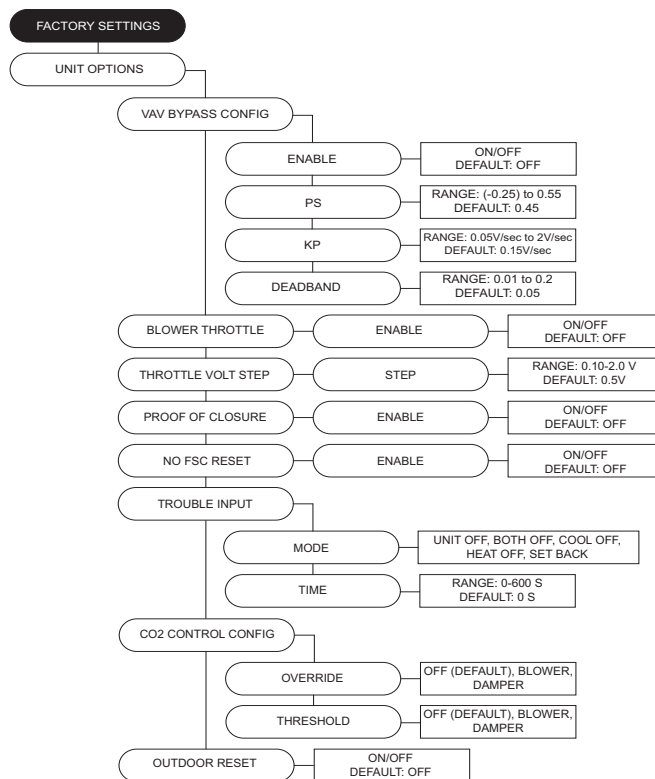 FACTORY SETTINGS
UNIT OPTIONS
VAV BYPASS CONFIG
ENABLE
ON/OFF
DEFAULT: OFF
PS
RANGE: (-0.25) to 0.55
DEFAULT: 0.45
KP
RANGE: 0.05V/sec to 2V/sec
DEFAULT: 0.15V/sec
DEADBAND
RANGE: 0.01 to 0.2
DEFAULT: 0.05
BLOWER THROTTLE
ENABLE
ON/OFF
DEFAULT: OFF
THROTTLE VOLT STEP
STEP
RANGE: 0.10-2.0 V
DEFAULT: 0.5V
PROOF OF CLOSURE
ENABLE
ON/OFF
DEFAULT: OFF
NO FSC RESET
ENABLE
ON/OFF
DEFAULT: OFF
TROUBLE INPUT
MODE
UNIT OFF, BOTH OFF, COOL OFF,
HEAT OFF, SET BACK
TIME
RANGE: 0-600 S
DEFAULT: 0 S
CO2 CONTROL CONFIG
OVERRIDE
OFF (DEFAULT), BLOWER,
DAMPER
THRESHOLD
OFF (DEFAULT), BLOWER,
DAMPER
OUTDOOR RESET
ON/OFF
DEFAULT: OFF